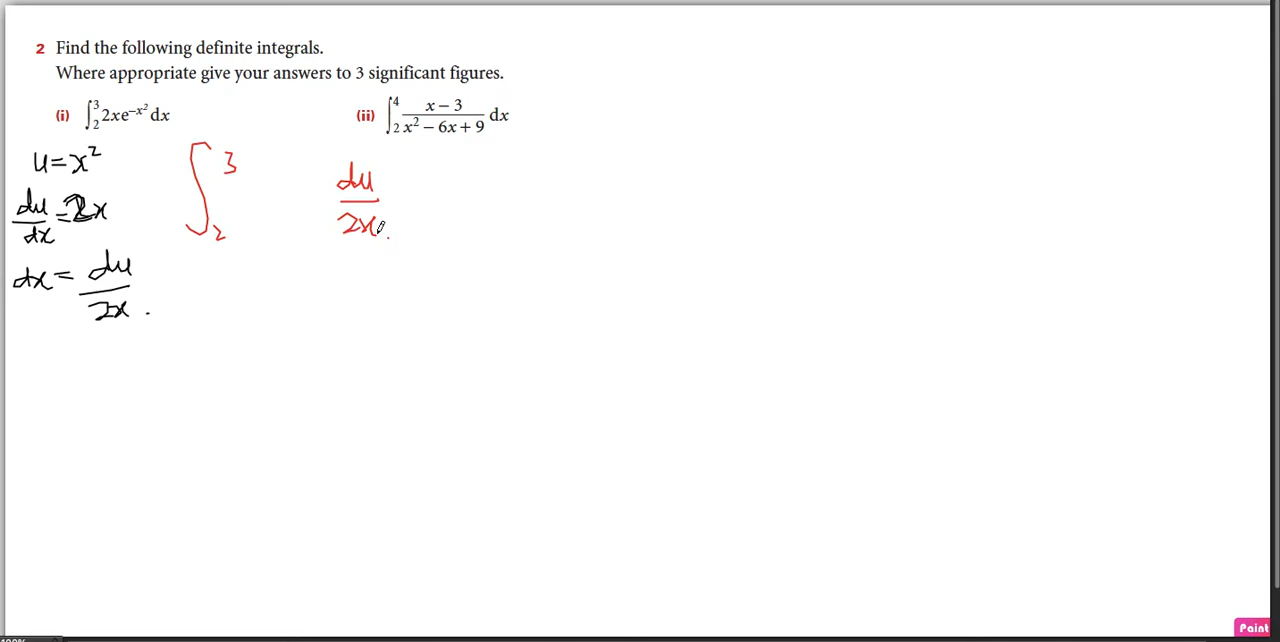 2 Find the following definite integrals.
Where appropriate give your answers to 3 significant figures.
(i) ∫₂³ 2xe^(−x²) dx (ii) ∫₂⁴ (x − 3)/(x² − 6x + 9) dx
u = x²
du/dx = 2x
dx = du/2x .
∫₂³ du/2x
Paint
100%